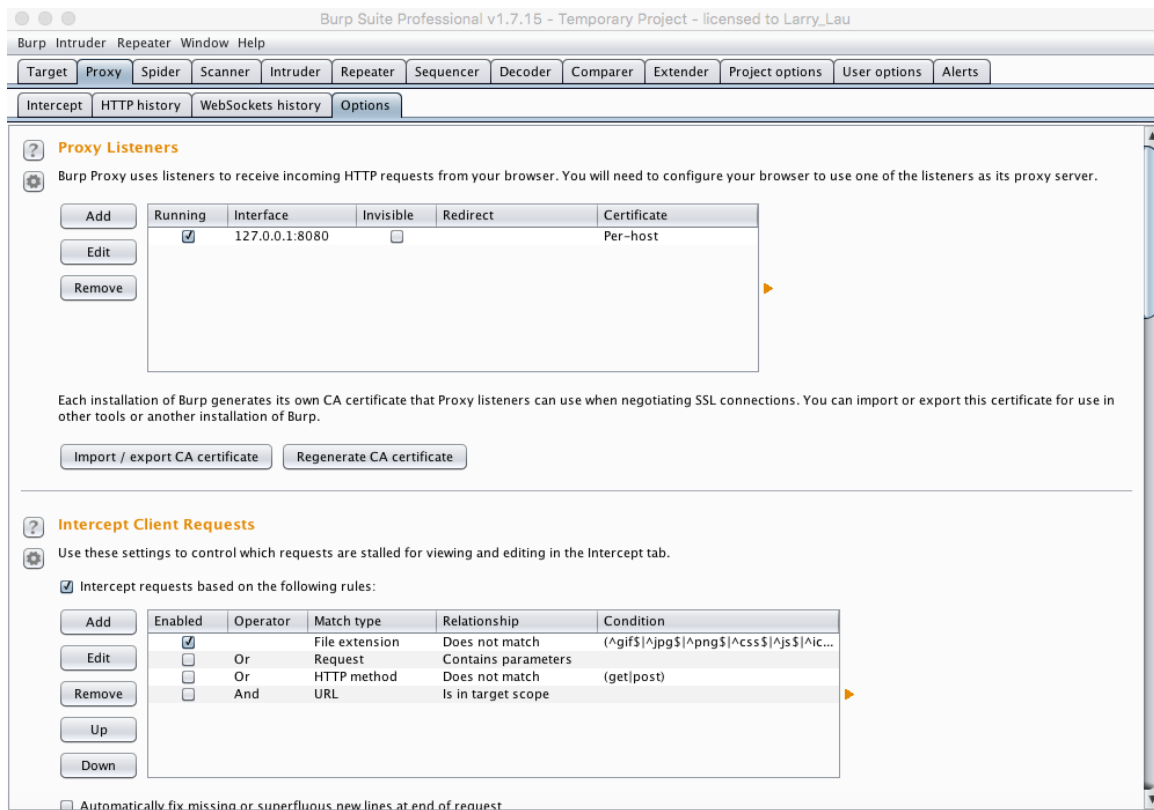 Burp Suite Professional v1.7.15 - Temporary Project - licensed to Larry_Lau
Burp Intruder Repeater Window Help
Target Proxy Spider Scanner Intruder Repeater Sequencer Decoder Comparer Extender Project options User options Alerts
Intercept HTTP history WebSockets history Options
? Proxy Listeners
Burp Proxy uses listeners to receive incoming HTTP requests from your browser. You will need to configure your browser to use one of the listeners as its proxy server.
Add Running Interface Invisible Redirect Certificate
127.0.0.1:8080 Per-host
Edit
Remove
Each installation of Burp generates its own CA certificate that Proxy listeners can use when negotiating SSL connections. You can import or export this certificate for use in
other tools or another installation of Burp.
Import / export CA certificate Regenerate CA certificate
? Intercept Client Requests
Use these settings to control which requests are stalled for viewing and editing in the Intercept tab.
Intercept requests based on the following rules:
Add Enabled Operator Match type Relationship Condition
File extension Does not match (^gif$|^jpg$|^png$|^css$|^js$|^ic...
Edit Or Request Contains parameters
Or HTTP method Does not match (get|post)
Remove And URL Is in target scope
Up
Down
Automatically fix missing or superfluous new lines at end of request